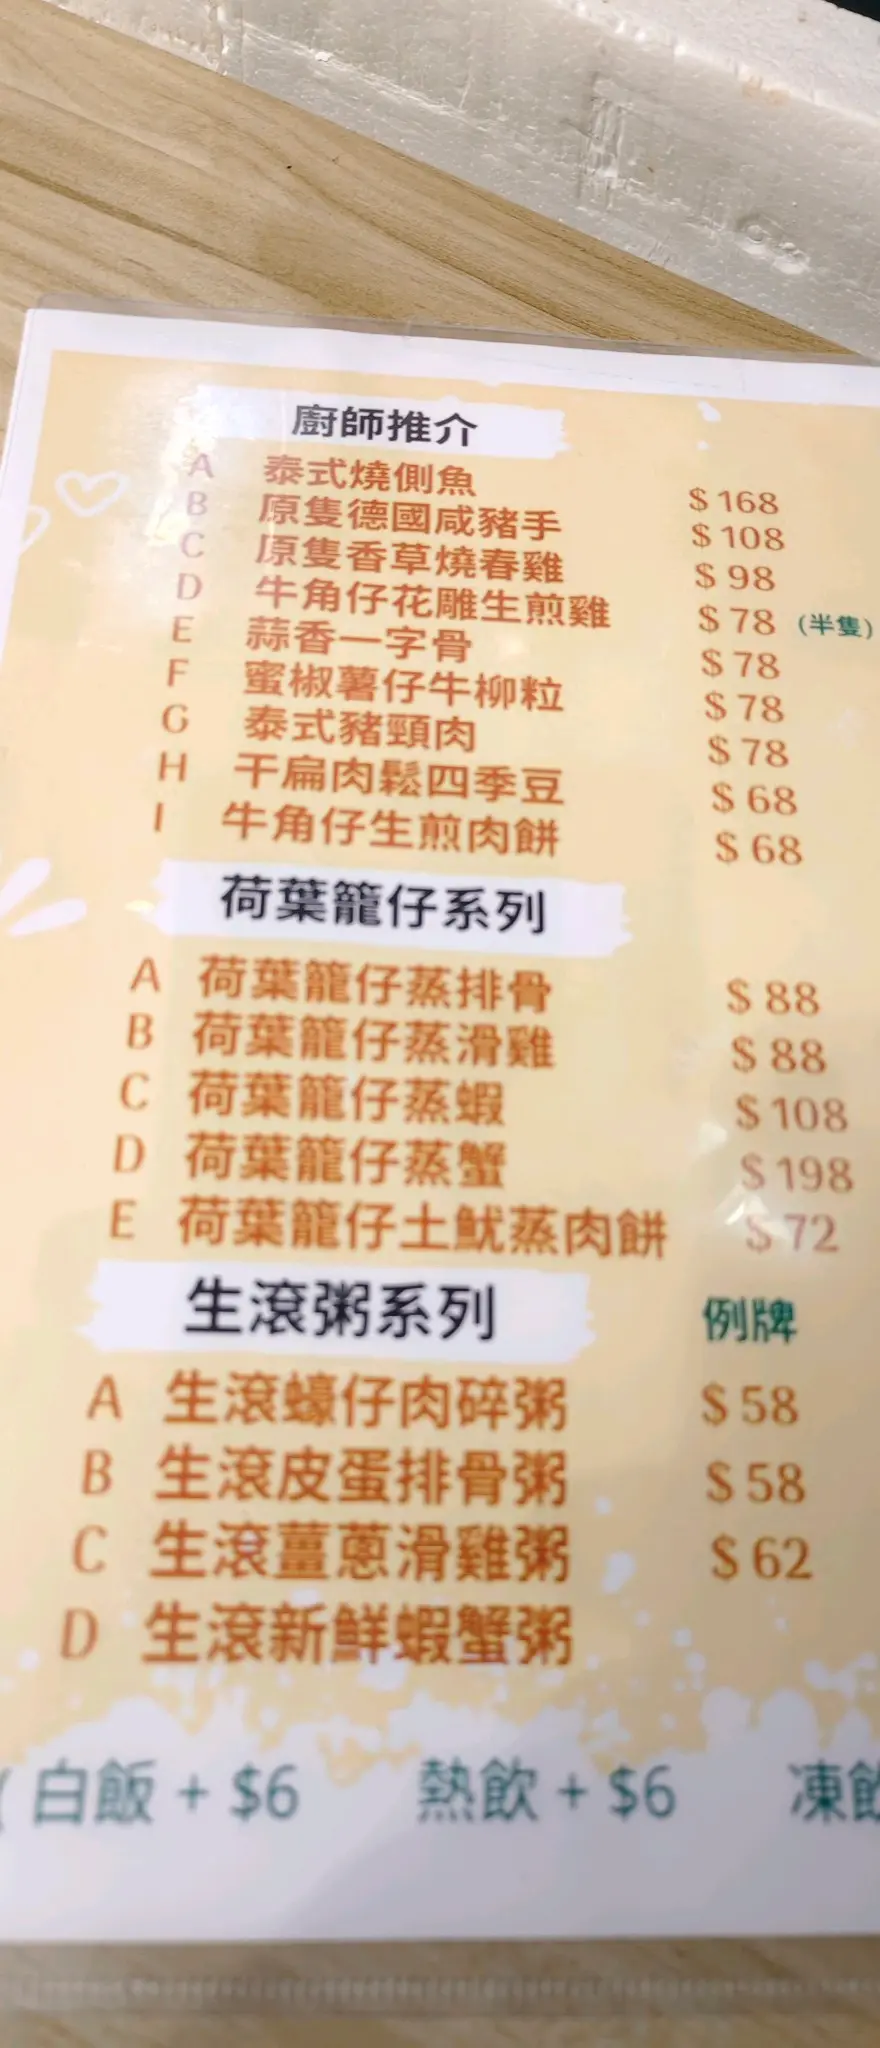 廚師推介
A 泰式燒側魚 $168
B 原隻德國咸豬手 $108
C 原隻香草燒春雞 $98
D 牛角仔花雕生煎雞 $78 (半隻)
E 蒜香一字骨 $78
F 蜜椒薯仔牛柳粒 $78
G 泰式豬頸肉 $78
H 干扁肉鬆四季豆 $68
I 牛角仔生煎肉餅 $68
荷葉籠仔系列
A 荷葉籠仔蒸排骨 $88
B 荷葉籠仔蒸滑雞 $88
C 荷葉籠仔蒸蝦 $108
D 荷葉籠仔蒸蟹 $198
E 荷葉籠仔土魷蒸肉餅 $72
生滾粥系列 例牌
A 生滾蠔仔肉碎粥 $58
B 生滾皮蛋排骨粥 $58
C 生滾薑蔥滑雞粥 $62
D 生滾新鮮蝦蟹粥
(白飯 + $6 熱飲 + $6 凍飲